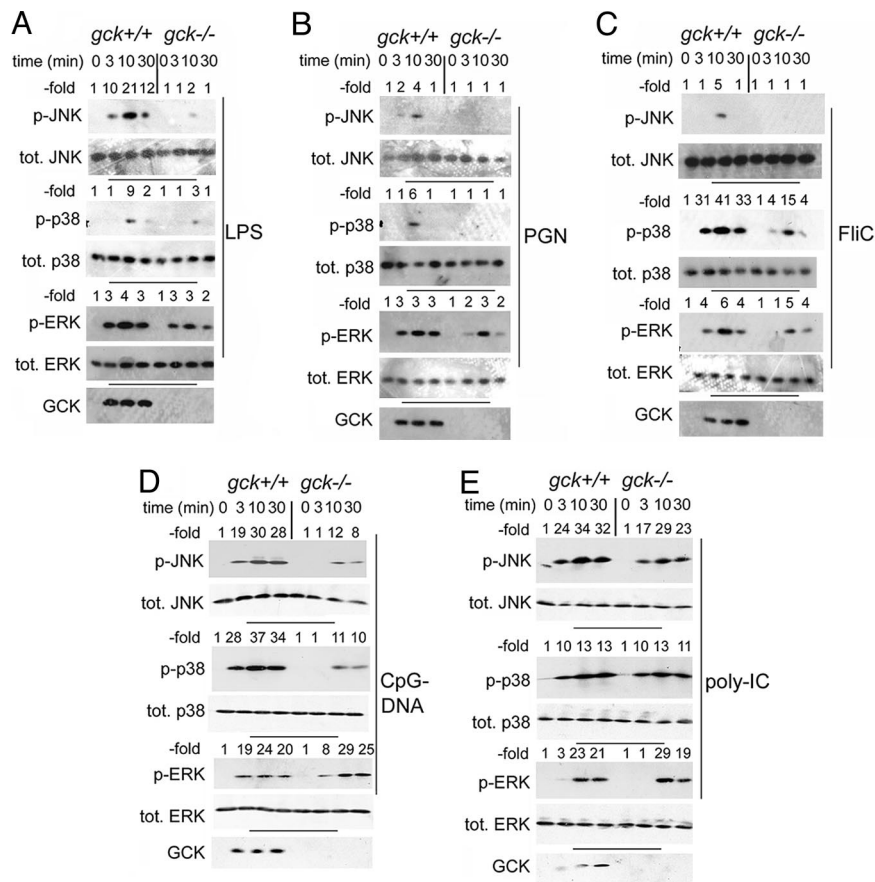 A
gck+/+ gck-/-
time (min) 0 3 10 30 0 3 10 30
-fold 1 10 21 12 1 1 2 1
p-JNK
tot. JNK
-fold 1 1 9 2 1 1 3 1
p-p38
LPS
tot. p38
-fold 1 3 4 3 1 3 3 2
p-ERK
tot. ERK
GCK
B
gck+/+ gck-/-
time (min) 0 3 10 30 0 3 10 30
-fold 1 2 4 1 1 1 1 1
p-JNK
tot. JNK
-fold 1 1 6 1 1 1 1 1
p-p38
PGN
tot. p38
-fold 1 3 3 3 1 2 3 2
p-ERK
tot. ERK
GCK
C
gck+/+ gck-/-
time (min) 0 3 10 30 0 3 10 30
-fold 1 1 5 1 1 1 1 1
p-JNK
tot. JNK
-fold 1 31 41 33 1 4 15 4
p-p38
FliC
tot. p38
-fold 1 4 6 4 1 1 5 4
p-ERK
tot. ERK
GCK
D
gck+/+ gck-/-
time (min) 0 3 10 30 0 3 10 30
-fold 1 19 30 28 1 1 12 8
p-JNK
tot. JNK
-fold 1 28 37 34 1 1 11 10
p-p38
CpG-
DNA
tot. p38
-fold 1 19 24 20 1 8 29 25
p-ERK
tot. ERK
GCK
E
gck+/+ gck-/-
time (min) 0 3 10 30 0 3 10 30
-fold 1 24 34 32 1 17 29 23
p-JNK
tot. JNK
-fold 1 10 13 13 1 10 13 11
p-p38
poly-IC
tot. p38
-fold 1 3 23 21 1 1 29 19
p-ERK
tot. ERK
GCK